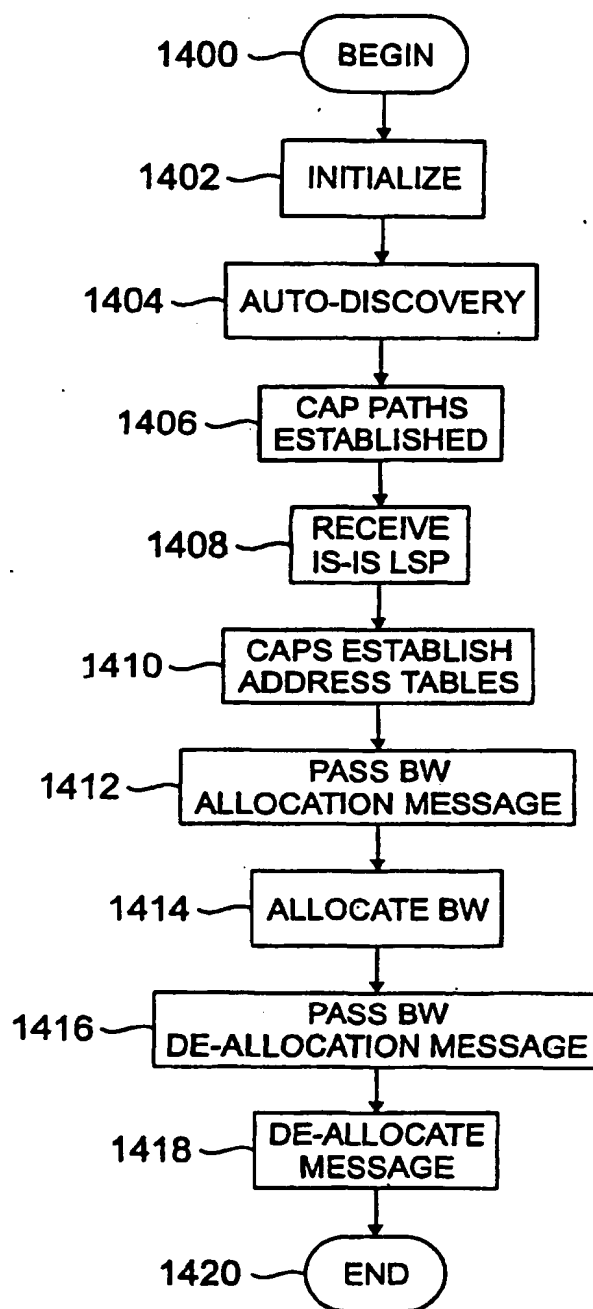 1400 BEGIN
1402 INITIALIZE
1404 AUTO-DISCOVERY
1406 CAP PATHS
ESTABLISHED
1408 RECEIVE
IS-IS LSP
1410 CAPS ESTABLISH
ADDRESS TABLES
1412 PASS BW
ALLOCATION MESSAGE
1414 ALLOCATE BW
1416 PASS BW
DE-ALLOCATION MESSAGE
1418 DE-ALLOCATE
MESSAGE
1420 END